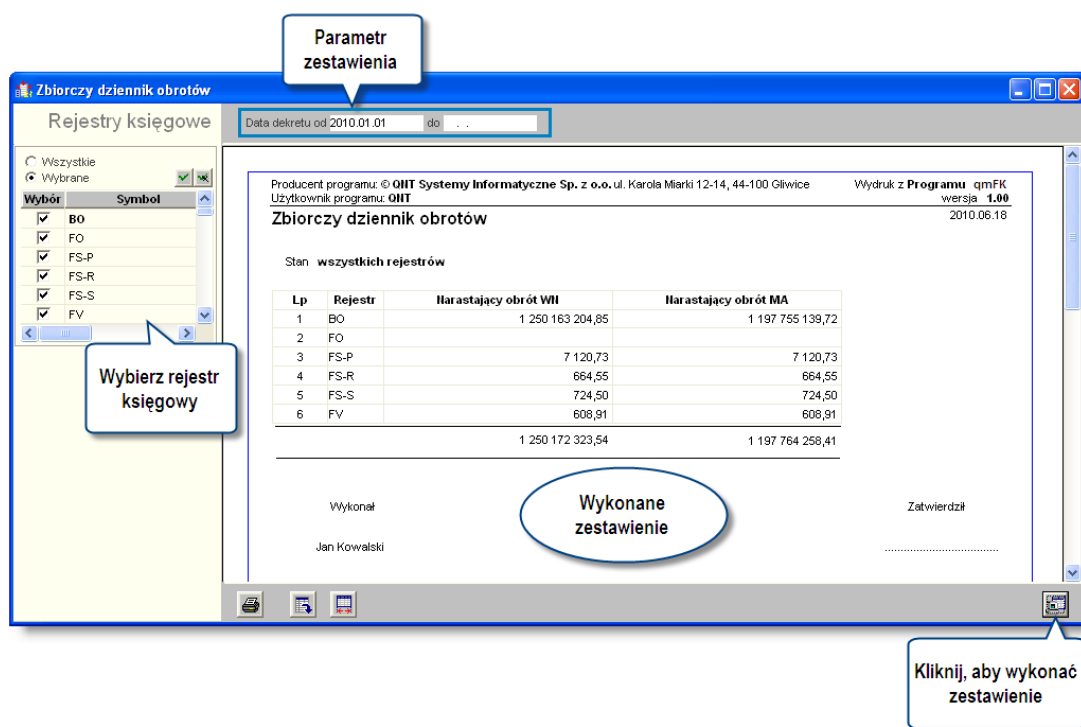 Parametr
zestawienia
Zbiorczy dziennik obrotów
Rejestry księgowe
Data dekretu od 2010.01.01 do . .
Wszystkie
Wybrane
Wybór Symbol
BO
FO
FS-P
FS-R
FS-S
FV
Wybierz rejestr
księgowy
Producent programu: © QNT Systemy Informatyczne Sp. z o.o. ul. Karola Miarki 12-14, 44-100 Gliwice Wydruk z Programu qmFK
Użytkownik programu: QNT wersja 1.00
Zbiorczy dziennik obrotów 2010.06.18
Stan wszystkich rejestrów
Lp Rejestr Narastający obrót WN Narastający obrót MA
1 BO 1 250 163 204,85 1 197 755 139,72
2 FO
3 FS-P 7 120,73 7 120,73
4 FS-R 664,55 664,55
5 FS-S 724,50 724,50
6 FV 608,91 608,91
1 250 172 323,54 1 197 764 258,41
Wykonał Zatwierdził
Jan Kowalski ..................................
Wykonane
zestawienie
Kliknij, aby wykonać
zestawienie